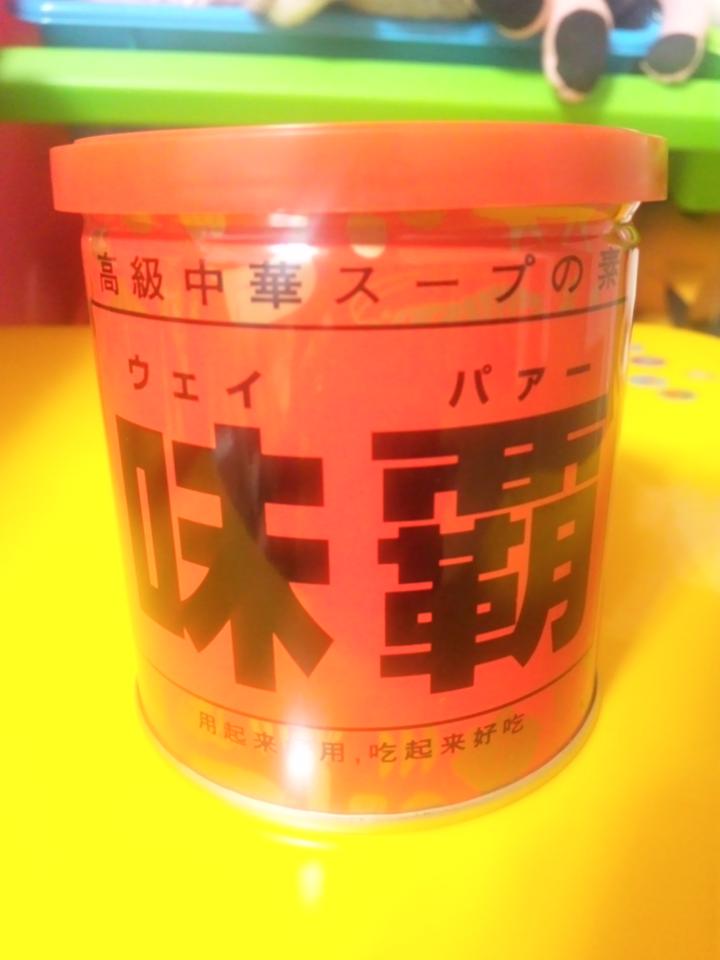 高級中華スープの素
ウェイ パァー
味覇
用起来 用,吃起来好吃